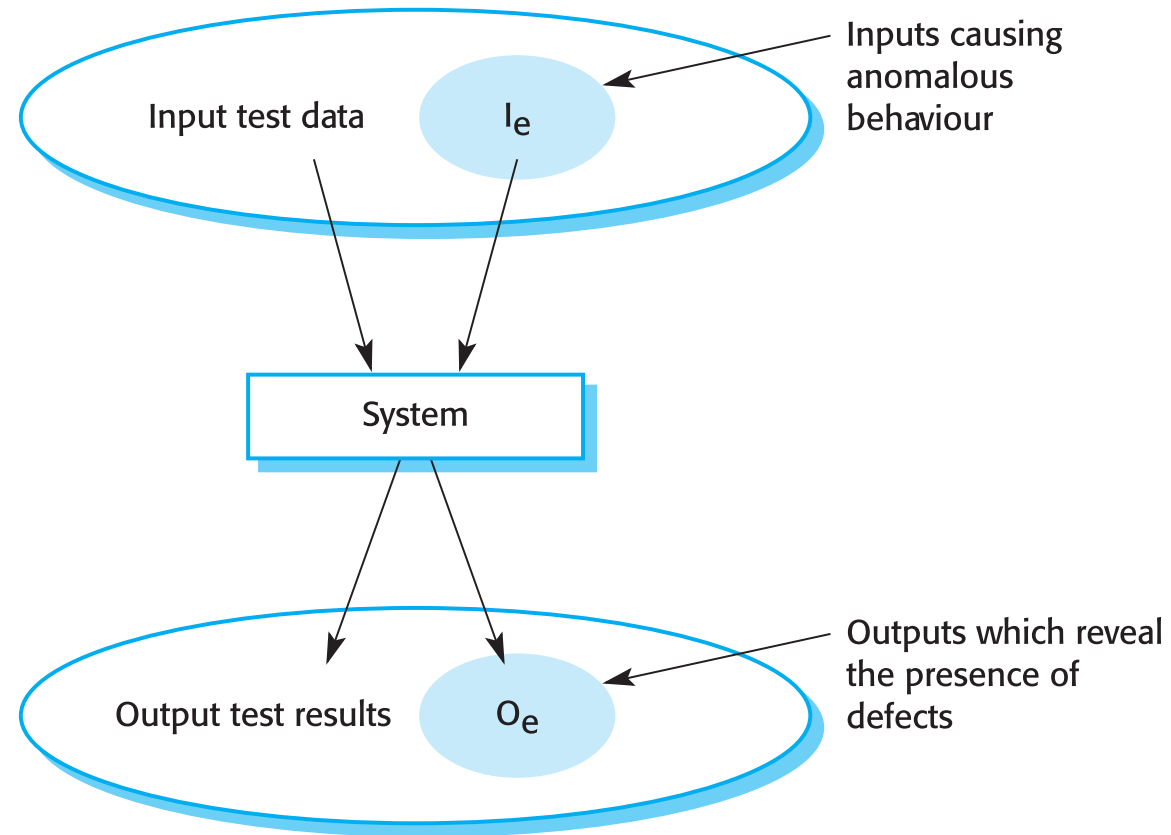 Inputs causing
anomalous
behaviour
Input test data
Ie
System
Outputs which reveal
the presence of
defects
Output test results
Oe